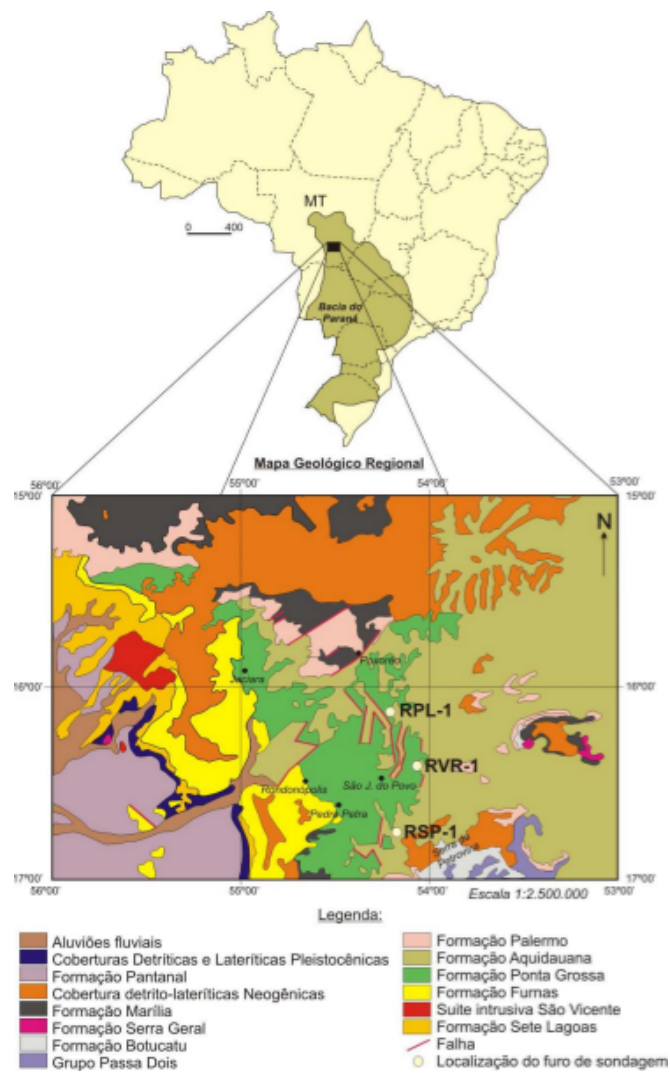 MT
0 400
Bacia do
Paraná
Mapa Geológico Regional
56°00' 55°00' 54°00' 53°00'
15°00' 15°00'
N
Poxoréo
Jaciara
16°00' 16°00'
RPL-1
RVR-1
Rondonópolis
São J. do Povo
Pedra Petra
RSP-1
Serra da Petrovina
17°00' 17°00'
56°00' 55°00' 54°00' 53°00'
Escala 1:2.500.000
Legenda:
Aluviões fluviais
Coberturas Detríticas e Lateríticas Pleistocênicas
Formação Pantanal
Cobertura detrito-lateríticas Neogênicas
Formação Marília
Formação Serra Geral
Formação Botucatu
Grupo Passa Dois
Formação Palermo
Formação Aquidauana
Formação Ponta Grossa
Formação Furnas
Suite intrusiva São Vicente
Formação Sete Lagoas
Falha
Localização do furo de sondagem